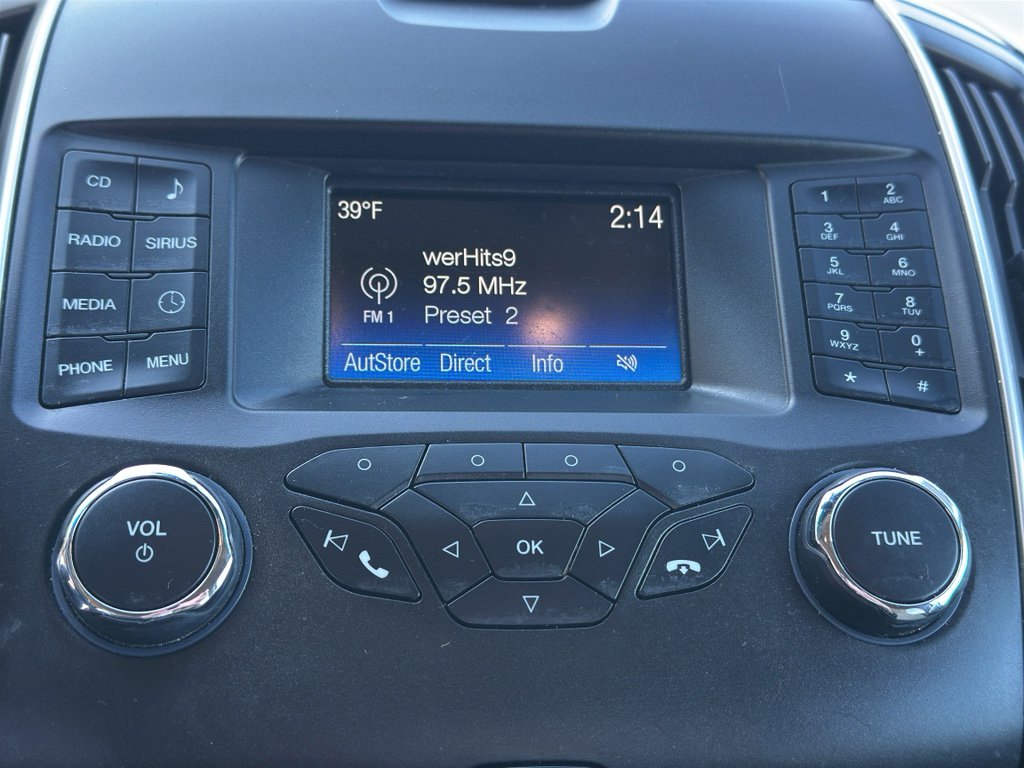 CD
RADIO SIRIUS
MEDIA
PHONE MENU
39°F 2:14
werHits9
97.5 MHz
FM 1 Preset 2
AutStore Direct Info
1 2 ABC
3 DEF 4 GHI
5 JKL 6 MNO
7 PQRS 8 TUV
9 WXYZ 0 +
* #
VOL
OK
TUNE